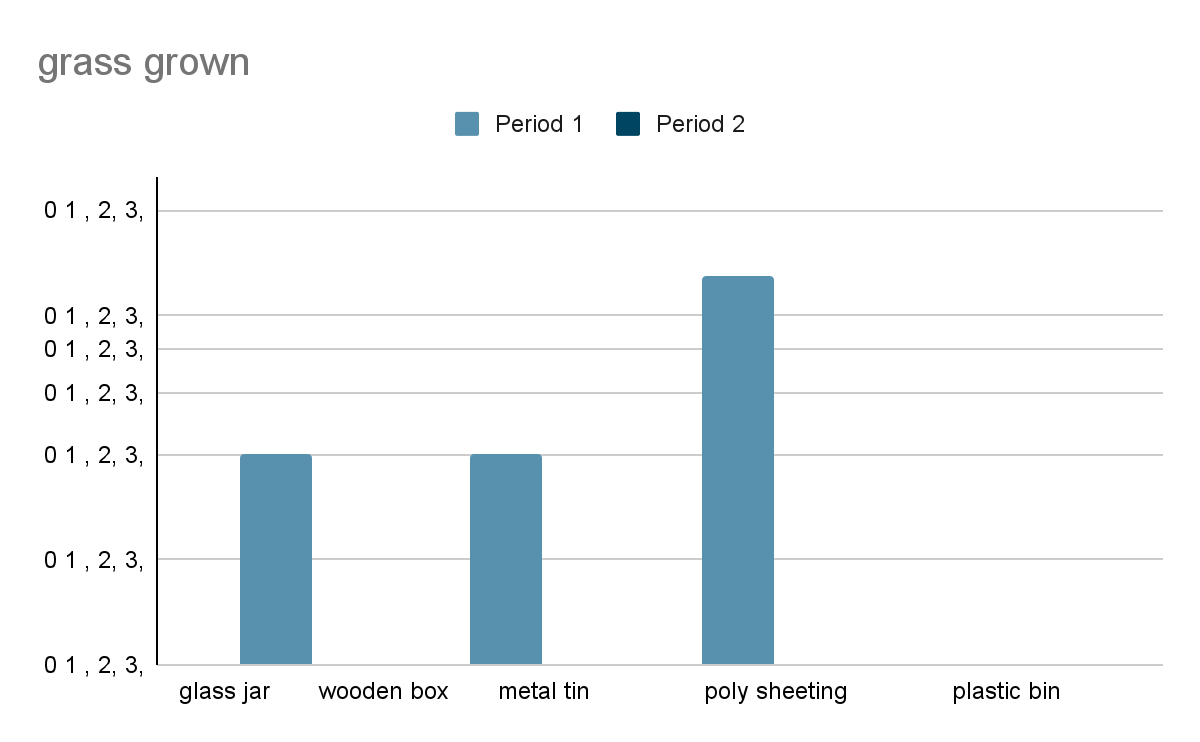 grass grown
Period 1 Period 2
0 1 , 2, 3,
0 1 , 2, 3,
0 1 , 2, 3,
0 1 , 2, 3,
0 1 , 2, 3,
0 1 , 2, 3,
0 1 , 2, 3,
glass jar wooden box metal tin poly sheeting plastic bin